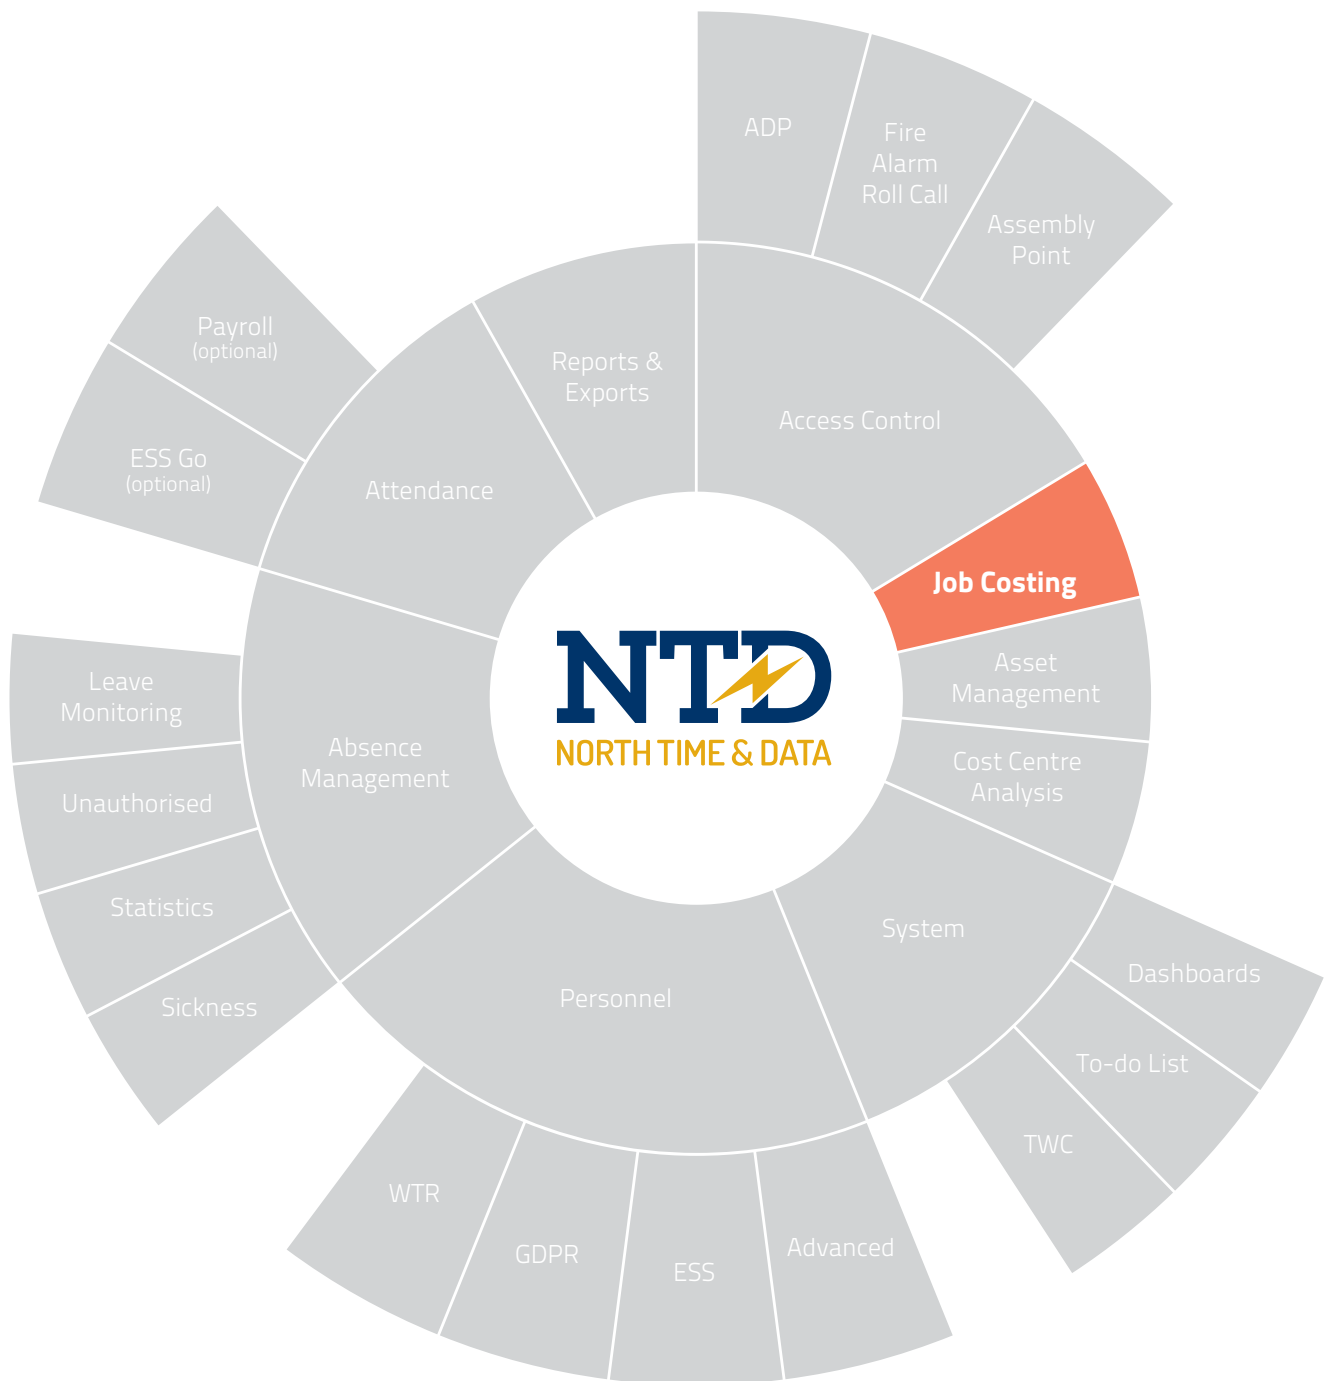 ADP
Fire
Alarm
Roll Call
Assembly
Point
Payroll
(optional)
ESS Go
(optional)
Reports &
Exports
Access Control
Attendance
Job Costing
Asset
Management
Cost Centre
Analysis
NTD
NORTH TIME & DATA
Absence
Management
Leave
Monitoring
Unauthorised
Statistics
Sickness
System
Personnel
Dashboards
To-do List
TWC
WTR
GDPR
ESS
Advanced